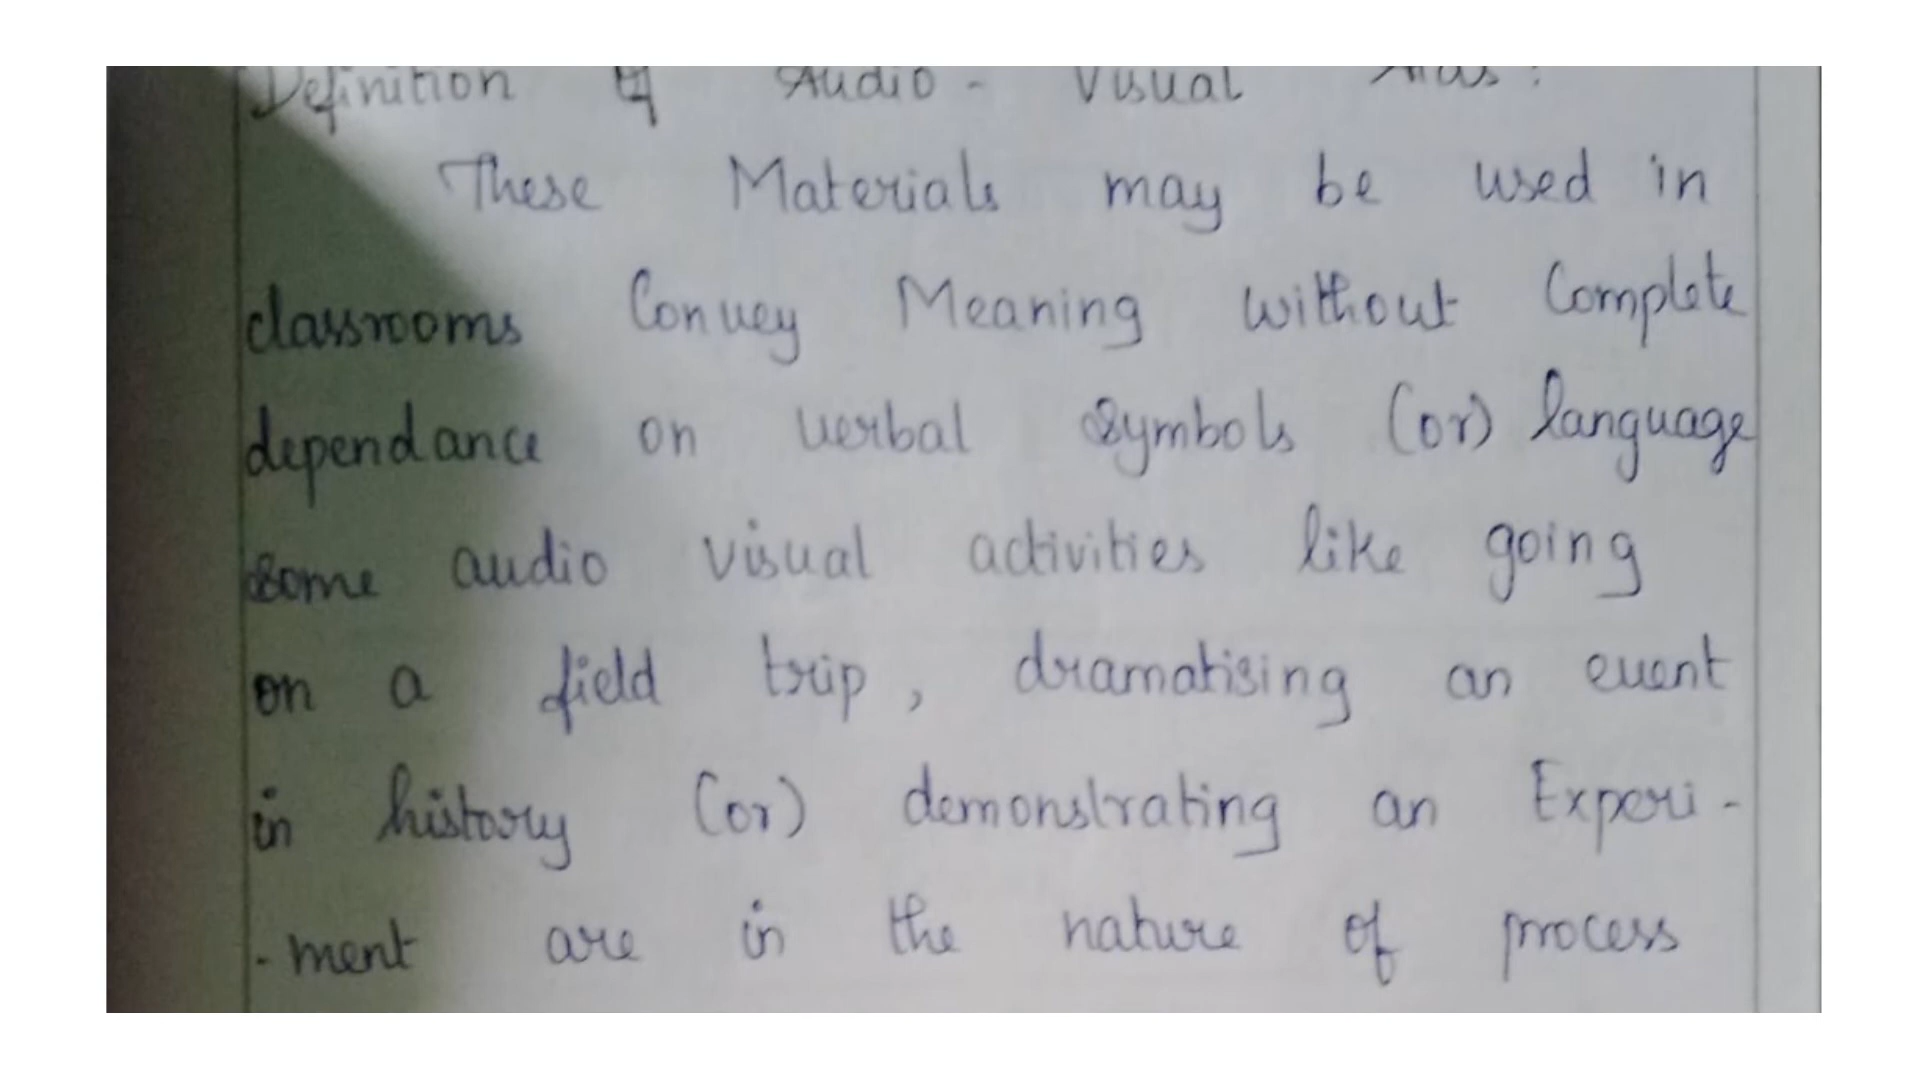 Definition of Audio - Visual Aids :
These Materials may be used in
classrooms Convey Meaning without Complete
dependance on verbal Symbols (or) language
Some audio visual activities like going
on a field trip , dramatising an event
in history (or) demonstrating an Experi -
- ment are in the nature of process